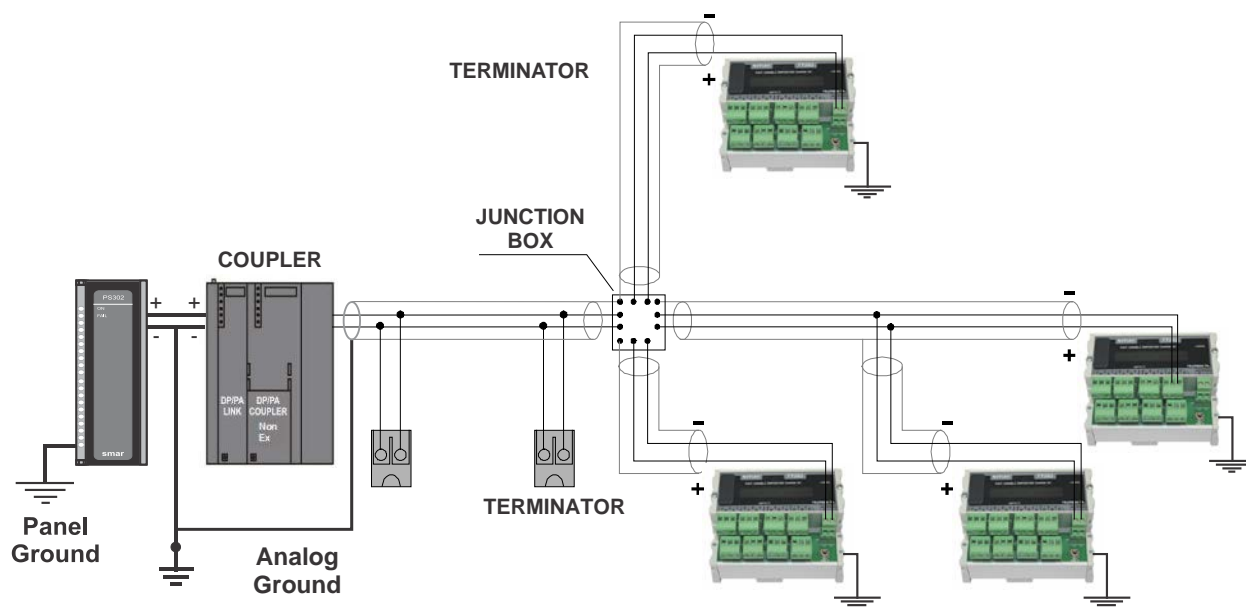 -
TERMINATOR
+
JUNCTION
BOX
COUPLER
PS302
+ +
- -
-
+
DP/PA
LINK
DP/PA
COUPLER
Non
Ex
smar
-
-
+
+
TERMINATOR
Panel
Ground
Analog
Ground